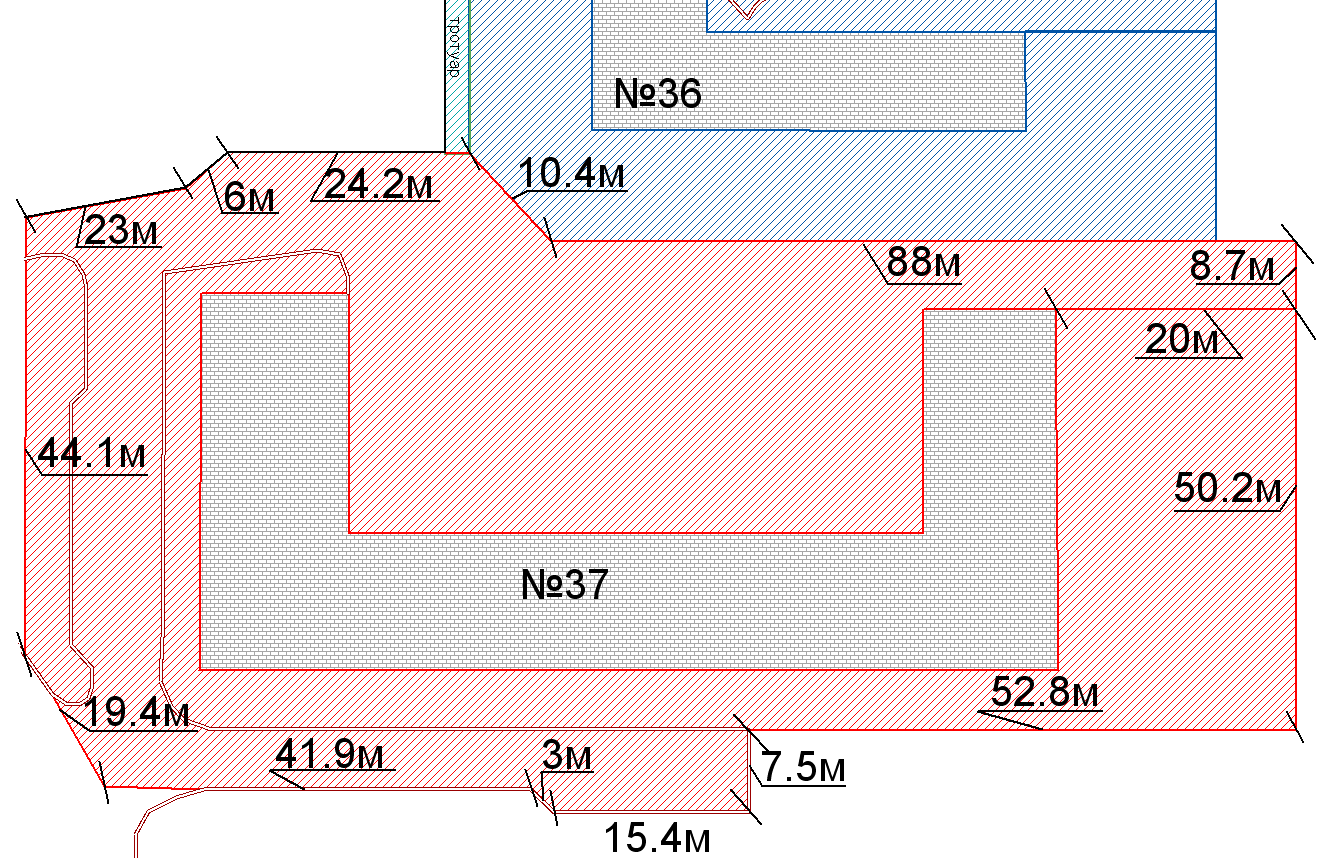 тротуар
№36
10.4м
24.2м
6м
23м
88м
8.7м
20м
44.1м
50.2м
№37
52.8м
19.4м
41.9м
3м
7.5м
15.4м